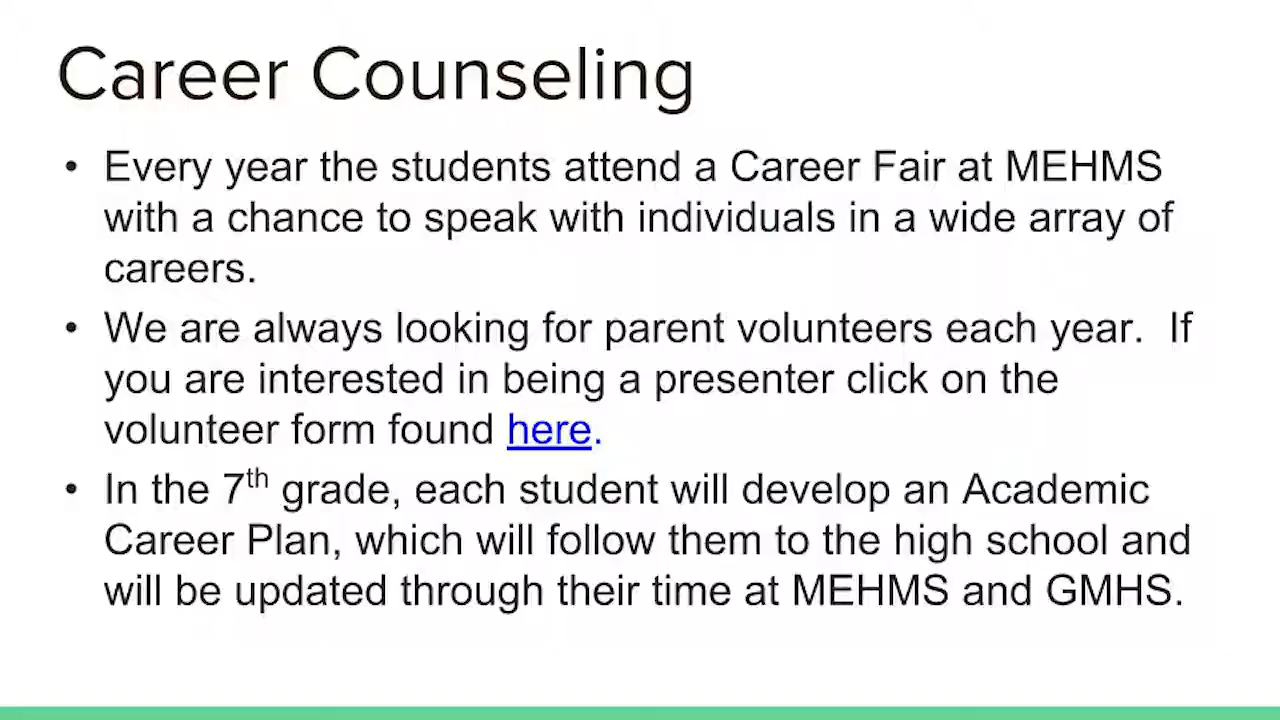 Career Counseling
• Every year the students attend a Career Fair at MEHMS
with a chance to speak with individuals in a wide array of
careers.
• We are always looking for parent volunteers each year.  If
you are interested in being a presenter click on the
volunteer form found here.
• In the 7th grade, each student will develop an Academic
Career Plan, which will follow them to the high school and
will be updated through their time at MEHMS and GMHS.